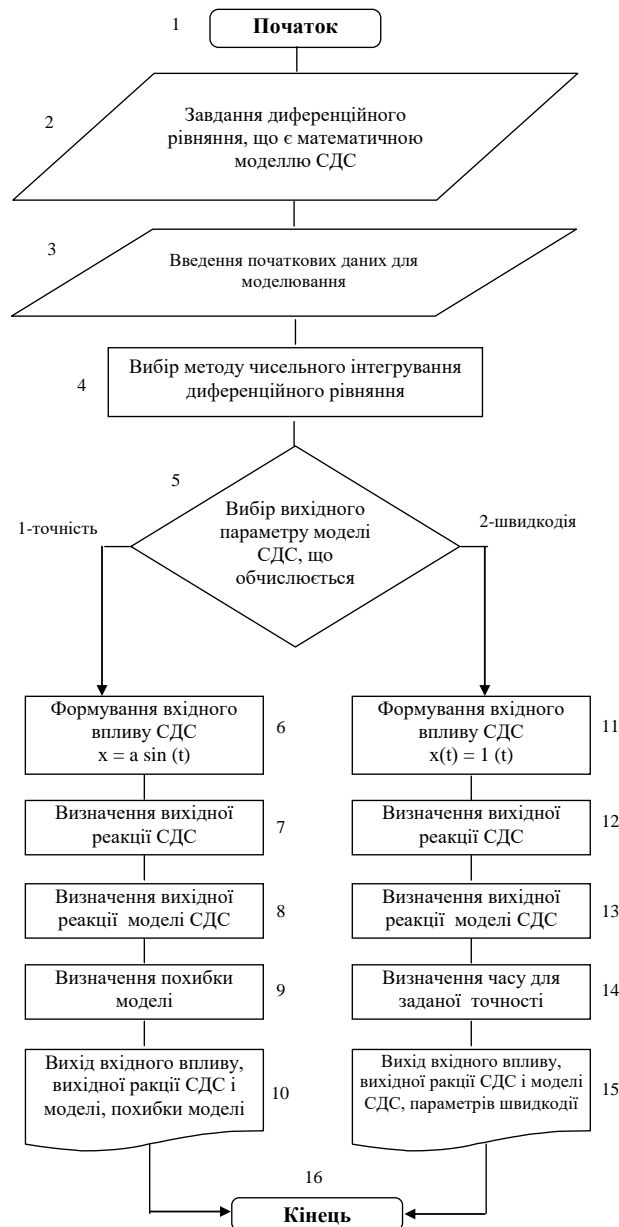 1
Початок
2
Завдання диференційного
рівняння, що є математичною
моделлю СДС
3
Введення початкових даних для
моделювання
4
Вибір методу чисельного інтегрування
диференційного рівняння
5
Вибір вихідного
параметру моделі
СДС, що
обчислюється
1-точність
2-швидкодія
Формування вхідного
впливу СДС
x = a sin (t)
6
Визначення вихідної
реакції СДС
7
Визначення вихідної
реакції моделі СДС
8
Визначення похибки
моделі
9
Вихід вхідного впливу,
вихідної ракції СДС і
моделі, похибки моделі
10
Формування вхідного
впливу СДС
x(t) = 1 (t)
11
Визначення вихідної
реакції СДС
12
Визначення вихідної
реакції моделі СДС
13
Визначення часу для
заданої точності
14
Вихід вхідного впливу,
вихідної ракції СДС і моделі
СДС, параметрів швидкодії
15
16
Кінець